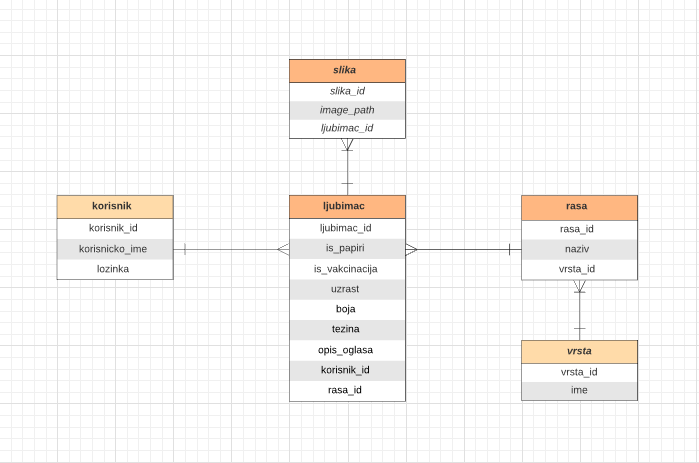 slika
slika_id
image_path
ljubimac_id
korisnik
korisnik_id
korisnicko_ime
lozinka
ljubimac
ljubimac_id
is_papiri
is_vakcinacija
uzrast
boja
tezina
opis_oglasa
korisnik_id
rasa_id
rasa
rasa_id
naziv
vrsta_id
vrsta
vrsta_id
ime